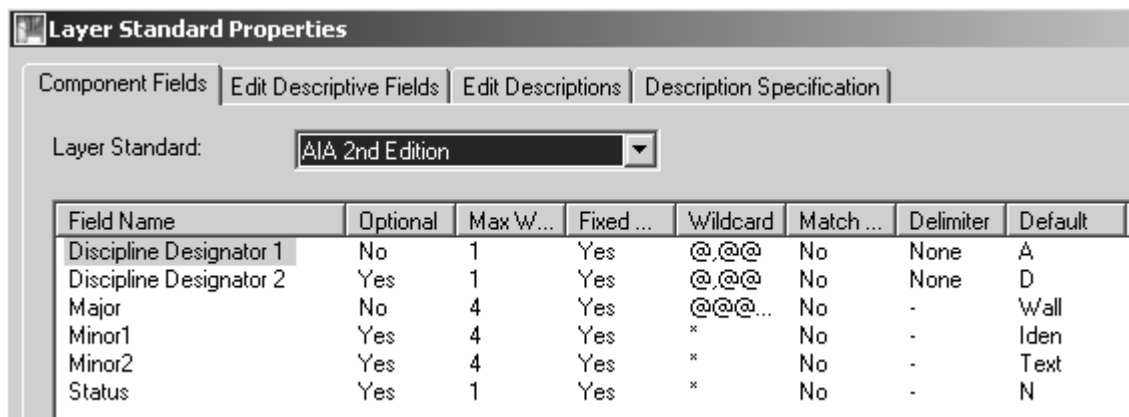 Layer Standard Properties
Component Fields Edit Descriptive Fields Edit Descriptions Description Specification
Layer Standard: AIA 2nd Edition
Field Name Optional Max W... Fixed ... Wildcard Match ... Delimiter Default
Discipline Designator 1 No 1 Yes @,@@ No None A
Discipline Designator 2 Yes 1 Yes @,@@ No None D
Major No 4 Yes @@@... No - Wall
Minor1 Yes 4 Yes * No - Iden
Minor2 Yes 4 Yes * No - Text
Status Yes 1 Yes * No - N